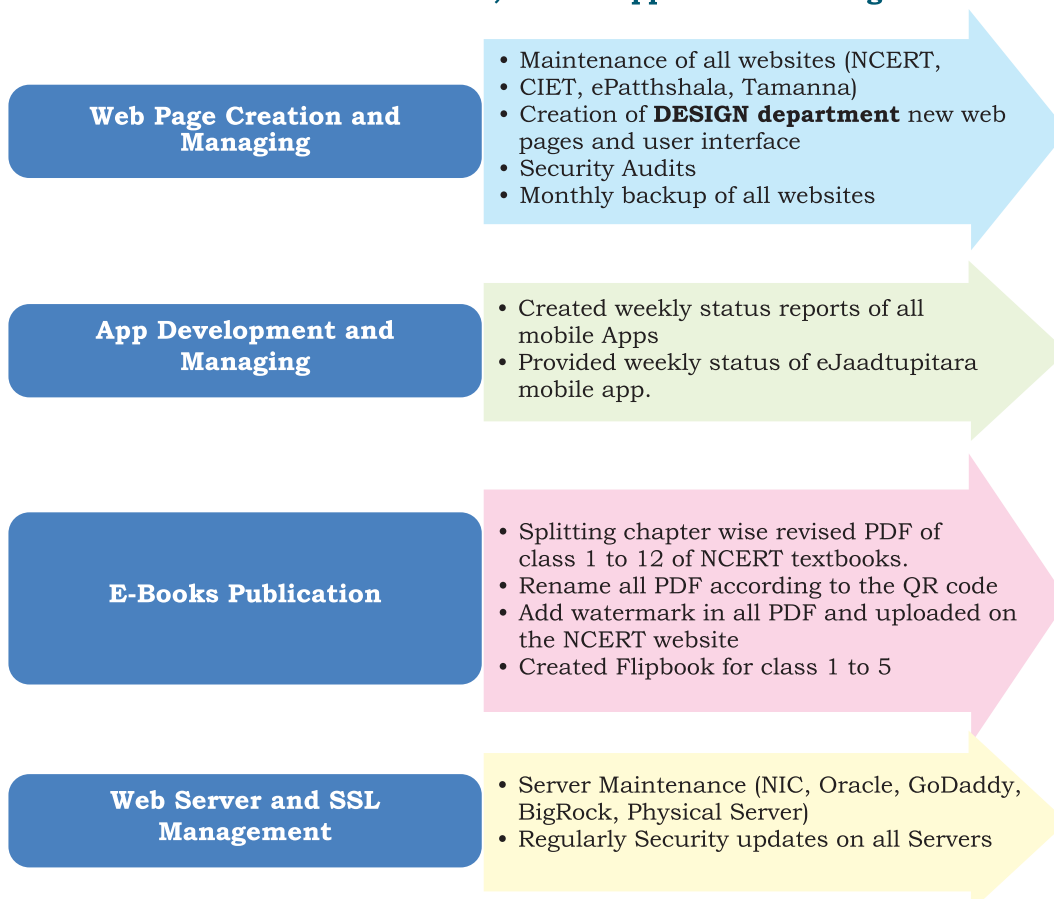 Web Page Creation and
Managing
• Maintenance of all websites (NCERT,
• CIET, ePatthshala, Tamanna)
• Creation of DESIGN department new web
pages and user interface
• Security Audits
• Monthly backup of all websites
App Development and
Managing
• Created weekly status reports of all
mobile Apps
• Provided weekly status of eJaadtupitara
mobile app.
E-Books Publication
• Splitting chapter wise revised PDF of
class 1 to 12 of NCERT textbooks.
• Rename all PDF according to the QR code
• Add watermark in all PDF and uploaded on
the NCERT website
• Created Flipbook for class 1 to 5
Web Server and SSL
Management
• Server Maintenance (NIC, Oracle, GoDaddy,
BigRock, Physical Server)
• Regularly Security updates on all Servers